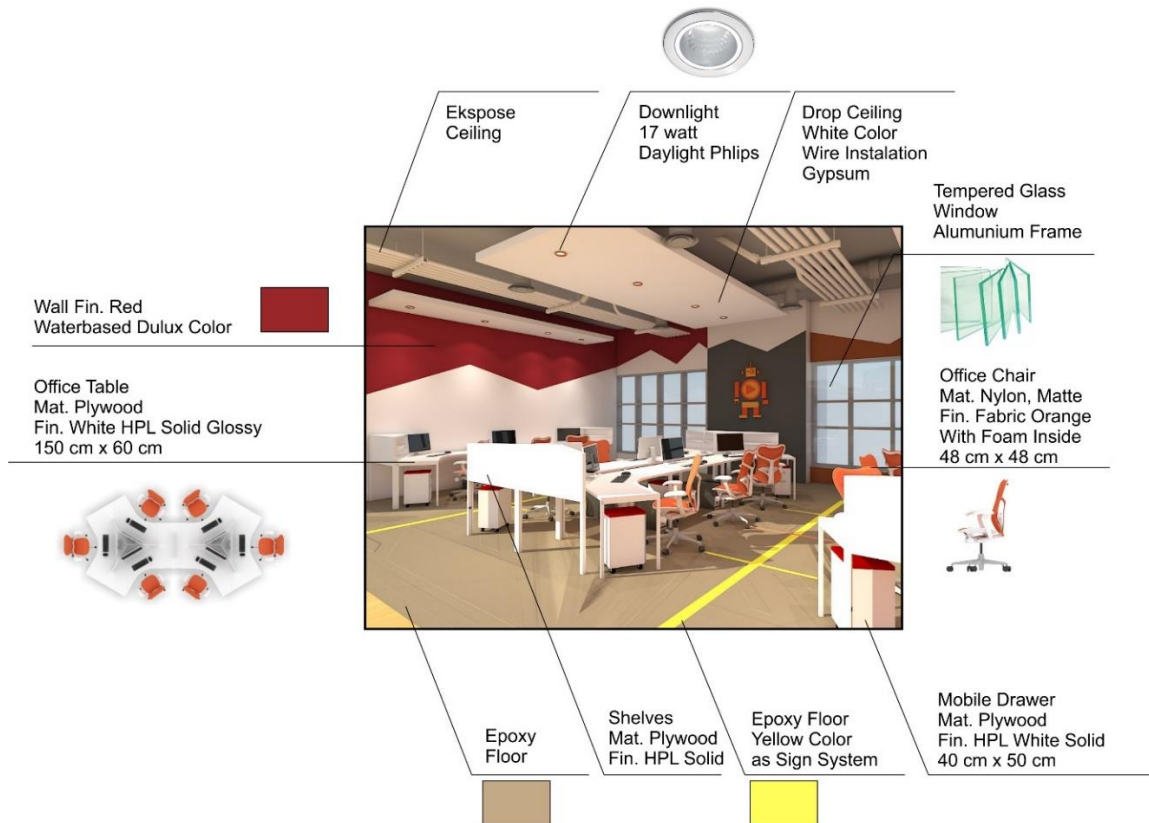 Ekspose
Ceiling
Downlight
17 watt
Daylight Phlips
Drop Ceiling
White Color
Wire Instalation
Gypsum
Tempered Glass
Window
Alumunium Frame
Wall Fin. Red
Waterbased Dulux Color
Office Table
Mat. Plywood
Fin. White HPL Solid Glossy
150 cm x 60 cm
Office Chair
Mat. Nylon, Matte
Fin. Fabric Orange
With Foam Inside
48 cm x 48 cm
Epoxy
Floor
Shelves
Mat. Plywood
Fin. HPL Solid
Epoxy Floor
Yellow Color
as Sign System
Mobile Drawer
Mat. Plywood
Fin. HPL White Solid
40 cm x 50 cm